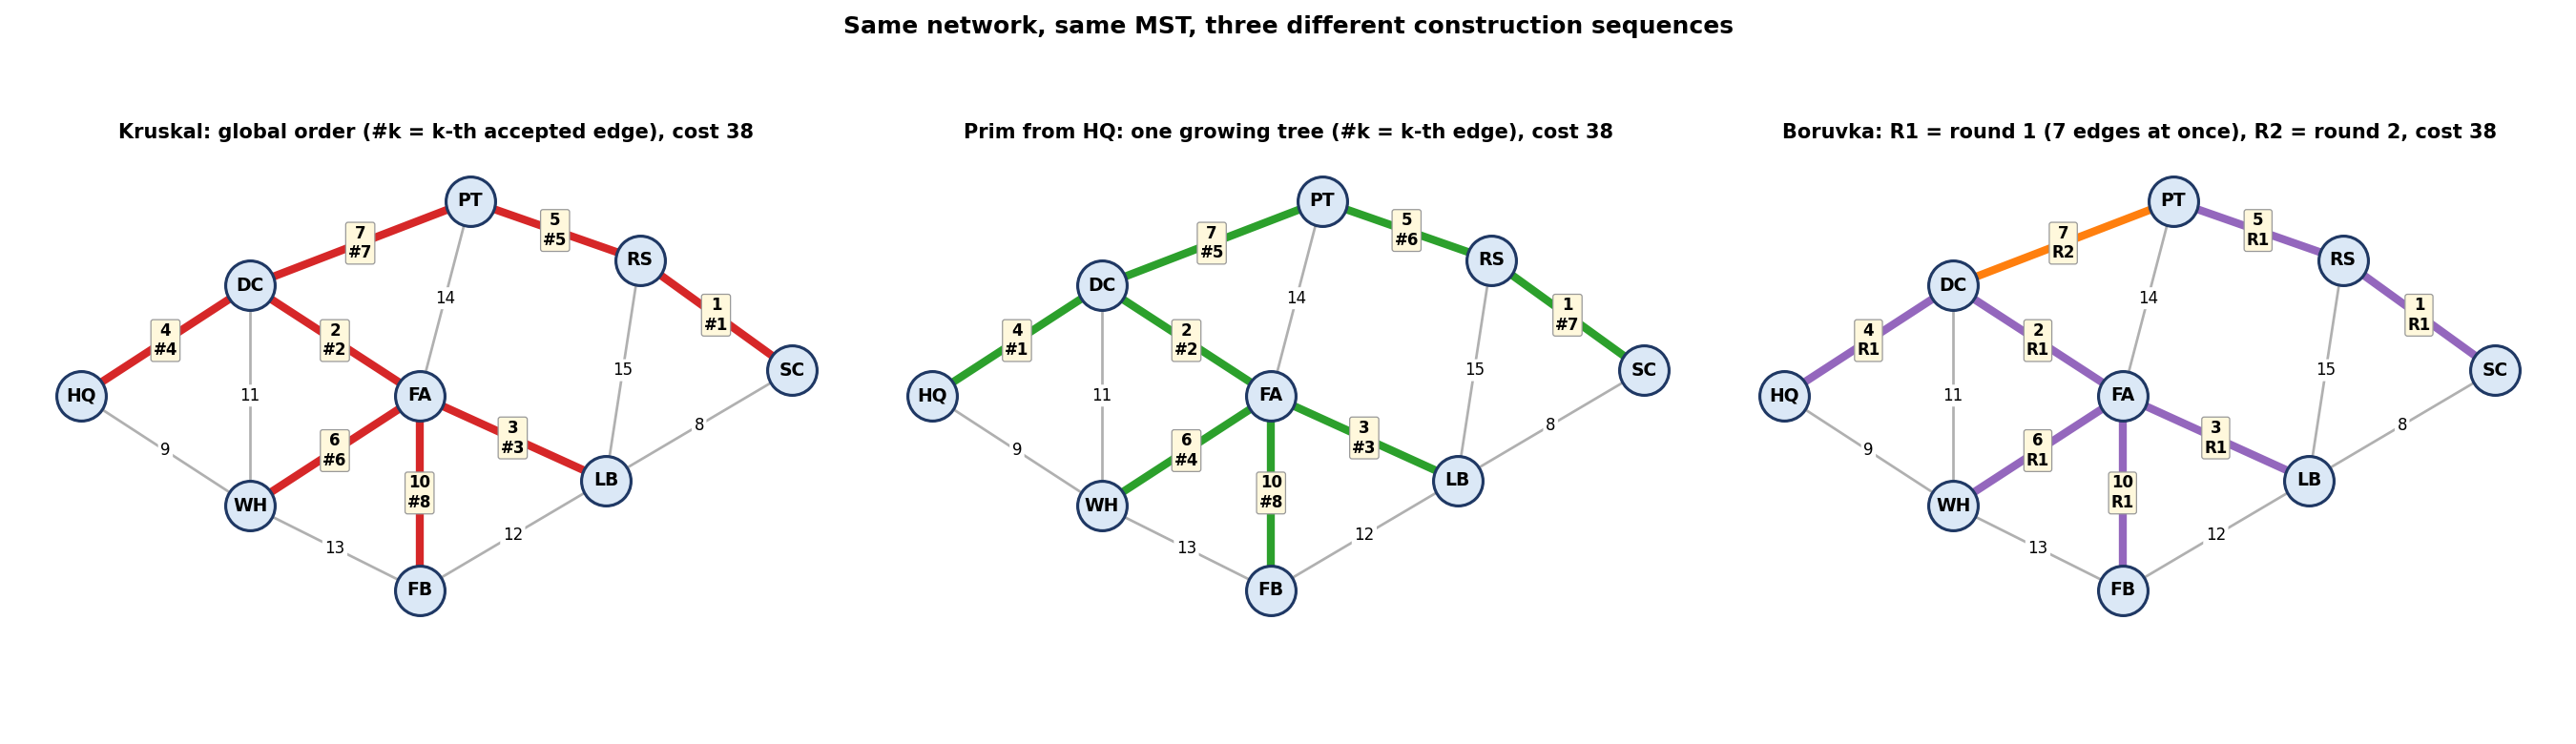 Same network, same MST, three different construction sequences
Kruskal: global order (#k = k-th accepted edge), cost 38
PT
5
#5
7
#7
RS
DC
14
1
#1
4
#4
2
#2
15
SC
HQ
11
FA
8
3
#3
9
6
#6
LB
10
#8
WH
12
13
FB
Prim from HQ: one growing tree (#k = k-th edge), cost 38
PT
5
#6
7
#5
RS
DC
14
1
#7
4
#1
2
#2
15
SC
HQ
11
FA
8
3
#3
9
6
#4
LB
10
#8
WH
12
13
FB
Boruvka: R1 = round 1 (7 edges at once), R2 = round 2, cost 38
PT
5
R1
7
R2
RS
DC
14
1
R1
4
R1
2
R1
15
SC
HQ
11
FA
8
3
R1
9
6
R1
LB
10
R1
WH
12
13
FB